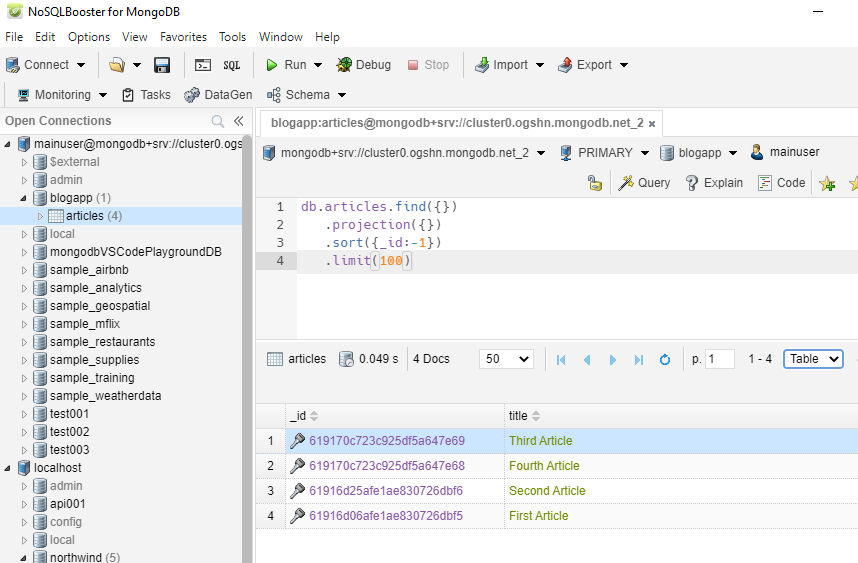 NoSQLBooster for MongoDB
File Edit Options View Favorites Tools Window Help
Connect SQL Run Debug Stop Import Export
Monitoring Tasks DataGen Schema
Open Connections
mainuser@mongodb+srv://cluster0.ogs
$external
admin
blogapp (1)
articles (4)
local
mongodbVSCodePlaygroundDB
sample_airbnb
sample_analytics
sample_geospatial
sample_mflix
sample_restaurants
sample_supplies
sample_training
sample_weatherdata
test001
test002
test003
localhost
admin
api001
config
local
northwind (5)
blogapp:articles@mongodb+srv://cluster0.ogshn.mongodb.net_2 ×
mongodb+srv://cluster0.ogshn.mongodb.net_2 PRIMARY blogapp mainuser
Query Explain Code
1 db.articles.find({})
2 .projection({})
3 .sort({_id:-1})
4 .limit(100)
articles 0.049 s 4 Docs 50 p. 1 1 - 4 Table
_id title
1 619170c723c925df5a647e69 Third Article
2 619170c723c925df5a647e68 Fourth Article
3 61916d25afe1ae830726dbf6 Second Article
4 61916d06afe1ae830726dbf5 First Article